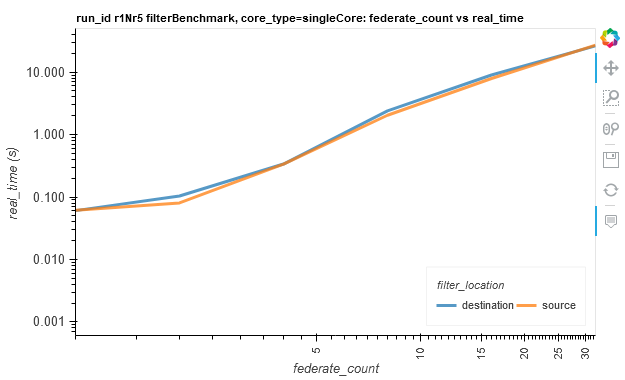 run_id r1Nr5 filterBenchmark, core_type=singleCore: federate_count vs real_time
10.000
1.000
0.100
0.010
0.001
real_time (s)
filter_location
destination
source
5
10
15
20
25
30
federate_count